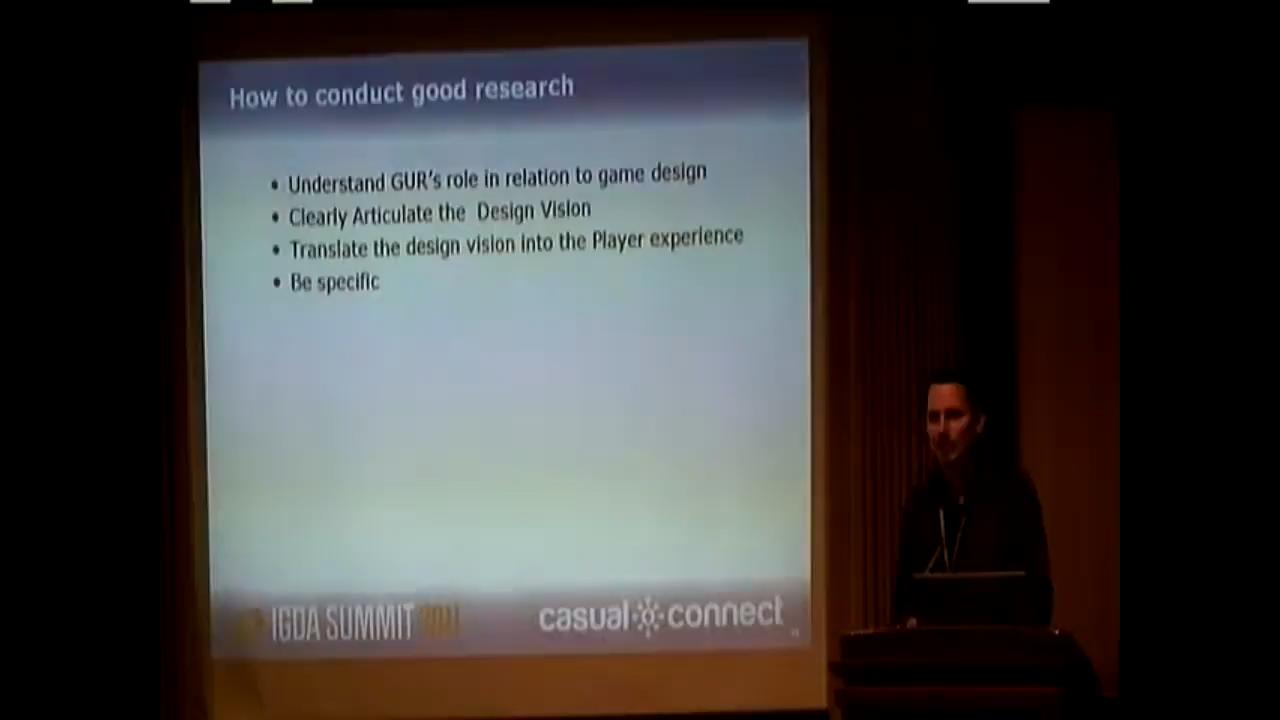 How to conduct good research
• Understand GUR's role in relation to game design
• Clearly Articulate the Design Vision
• Translate the design vision into the Player experience
• Be specific
IGDA SUMMIT 2011
casual connect